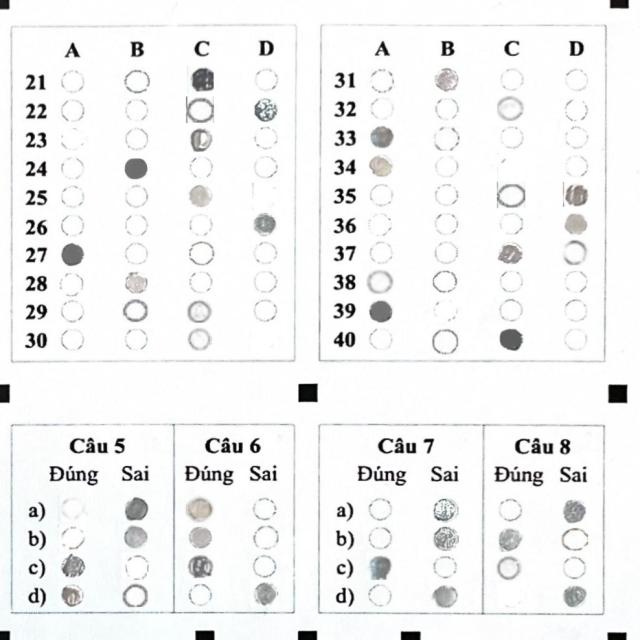 A B C D
21
22
23
24
25
26
27
28
29
30
A B C D
31
32
33
34
35
36
37
38
39
40
Câu 5 Câu 6
Đúng Sai Đúng Sai
a)
b)
c)
d)
Câu 7 Câu 8
Đúng Sai Đúng Sai
a)
b)
c)
d)